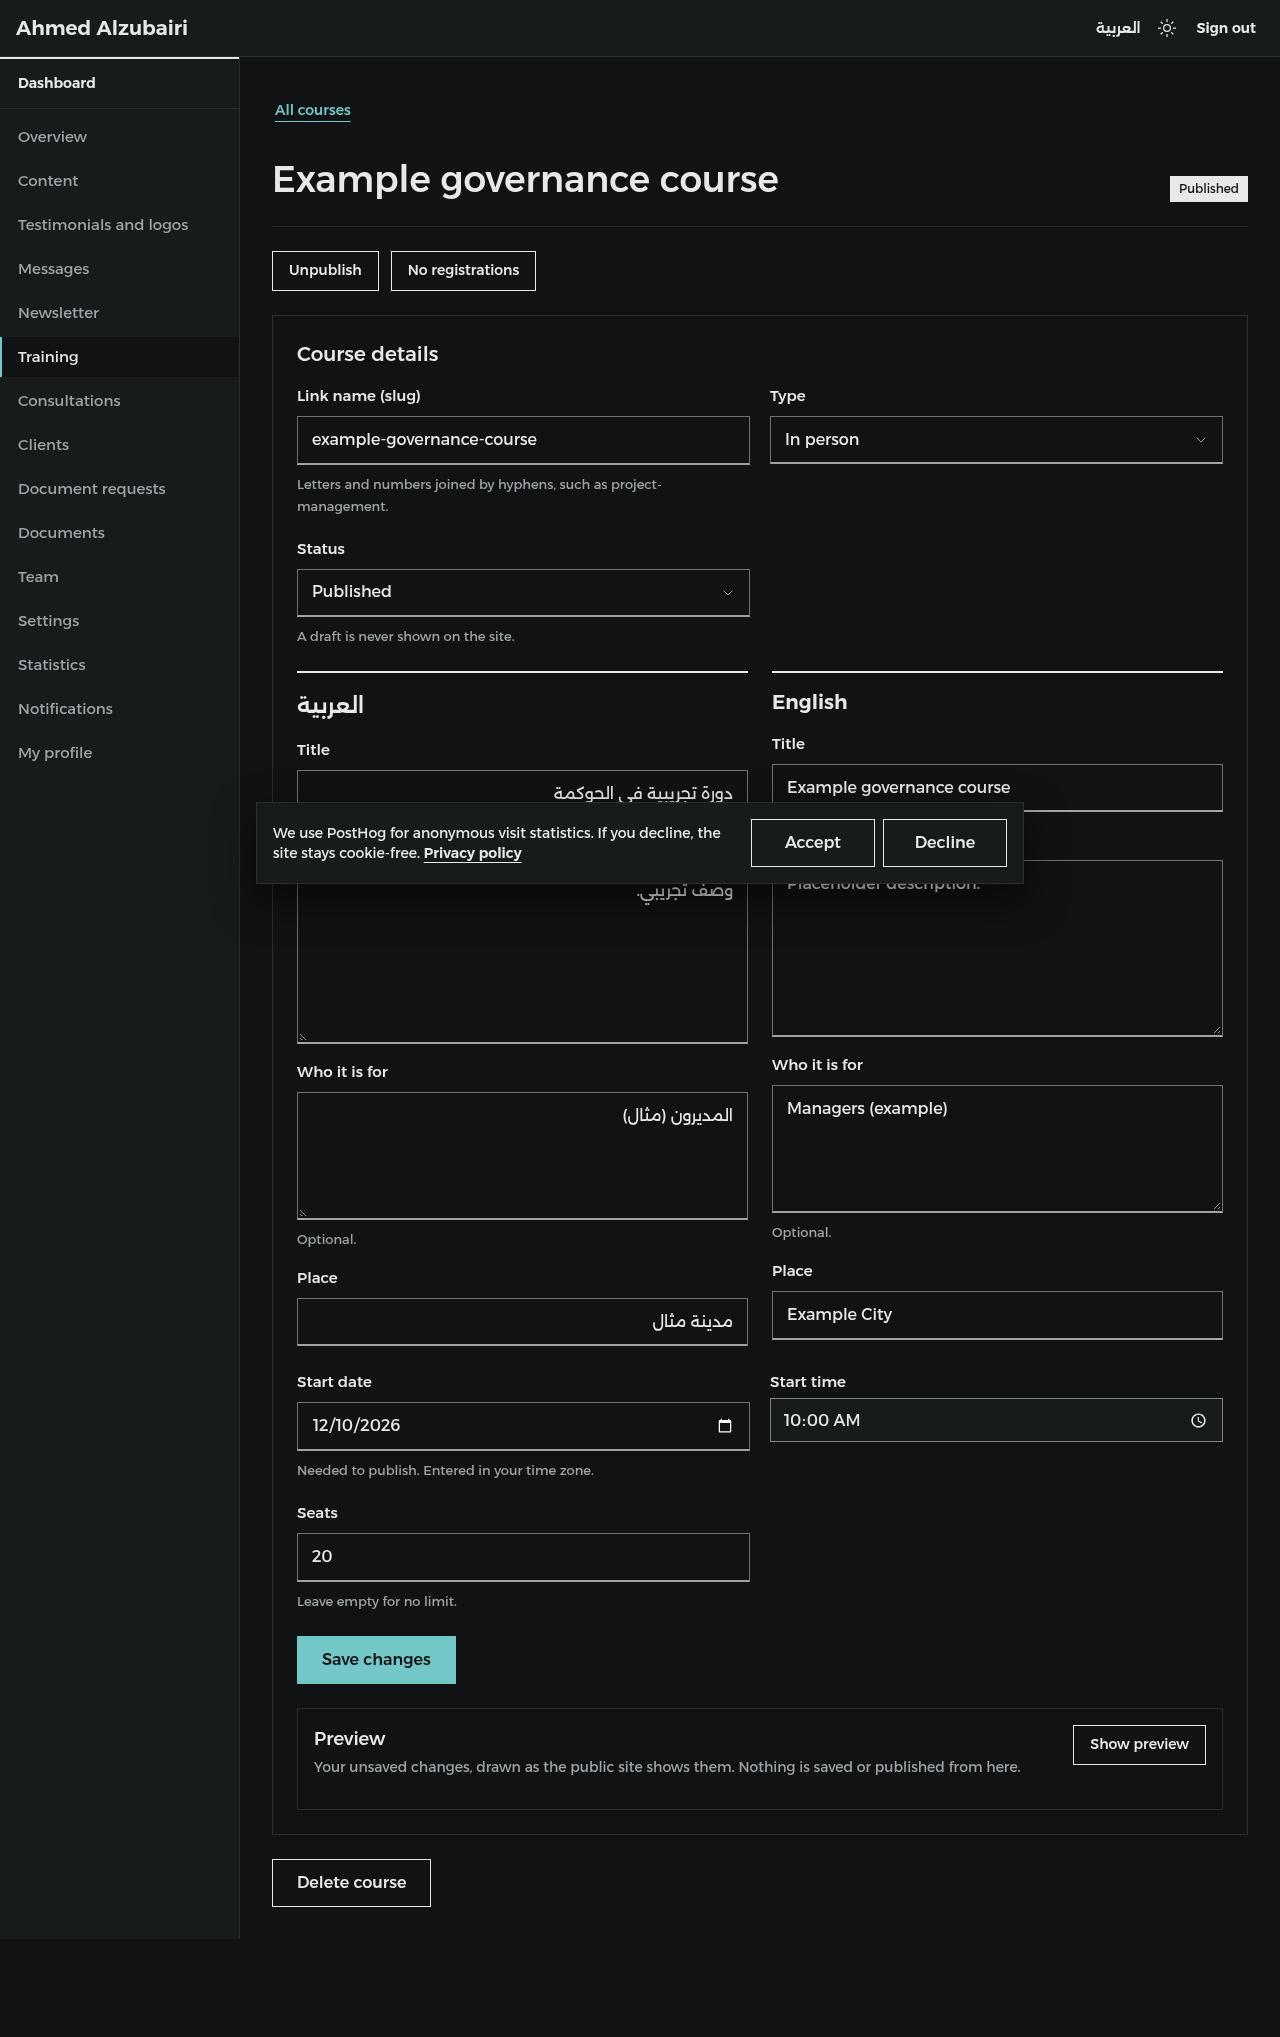 Ahmed Alzubairi
العربية
Sign out
Dashboard
Overview
Content
Testimonials and logos
Messages
Newsletter
Training
Consultations
Clients
Document requests
Documents
Team
Settings
Statistics
Notifications
My profile
All courses
Example governance course
Published
Unpublish
No registrations
Course details
Link name (slug)
example-governance-course
Letters and numbers joined by hyphens, such as project-
management.
Type
In person
Status
Published
A draft is never shown on the site.
العربية
Title
دورة تجريبية في الحوكمة
English
Title
Example governance course
We use PostHog for anonymous visit statistics. If you decline, the
site stays cookie-free. Privacy policy
Accept
Decline
وصف تجريبي.
Placeholder description.
Who it is for
المديرون (مثال)
Optional.
Who it is for
Managers (example)
Optional.
Place
مدينة مثال
Place
Example City
Start date
12/10/2026
Needed to publish. Entered in your time zone.
Start time
10:00 AM
Seats
20
Leave empty for no limit.
Save changes
Preview
Your unsaved changes, drawn as the public site shows them. Nothing is saved or published from here.
Show preview
Delete course